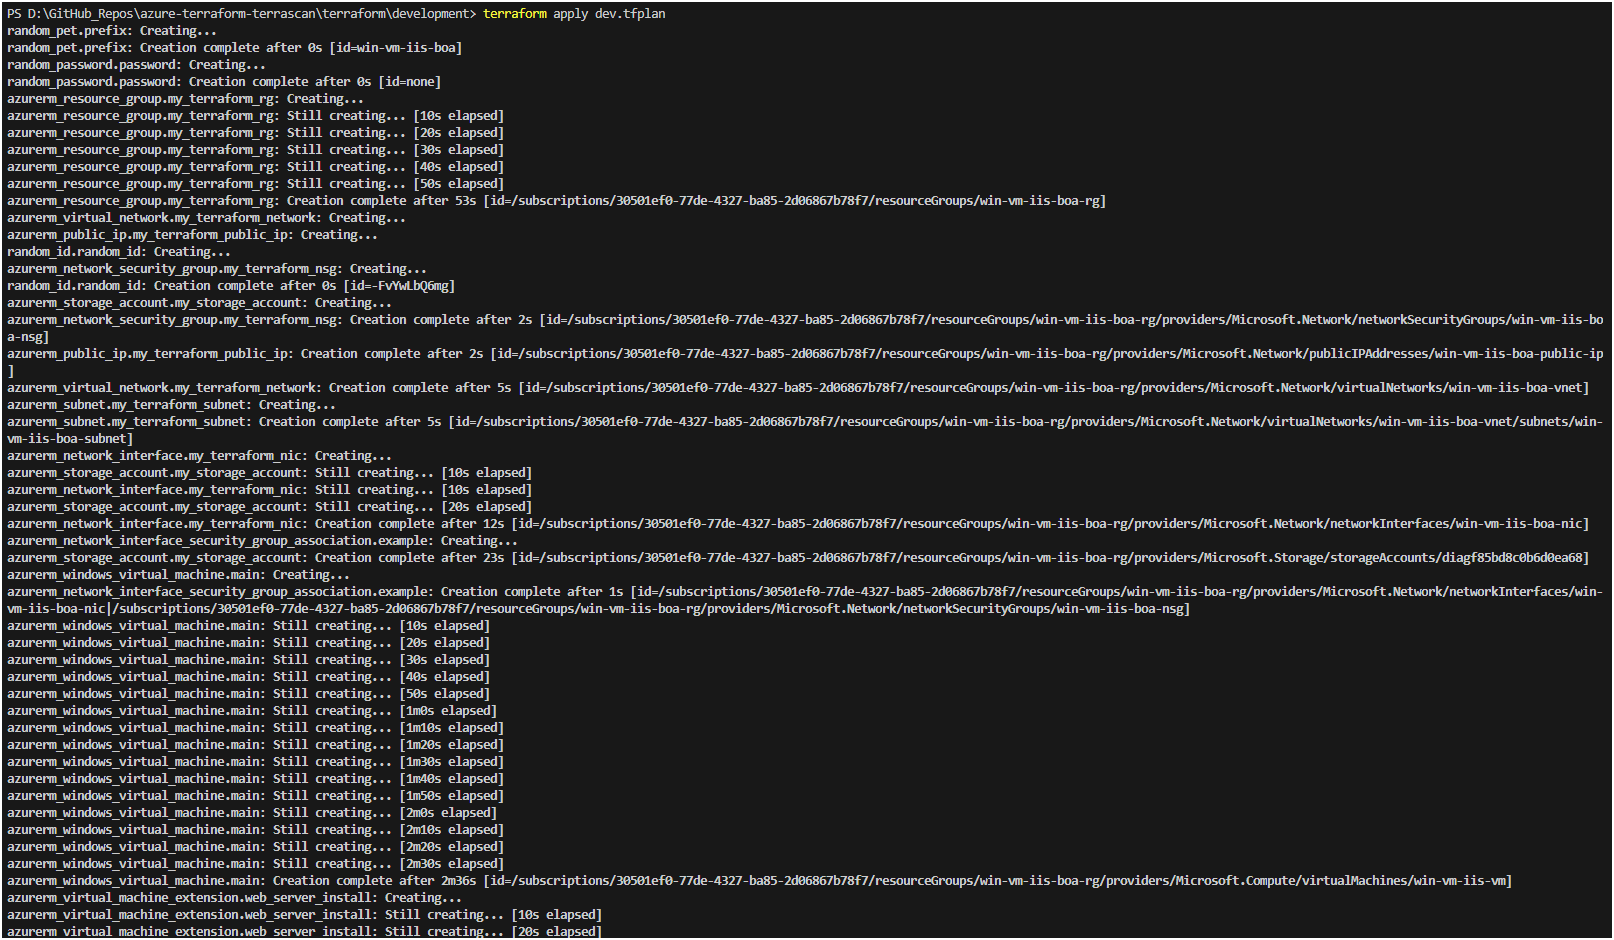 PS D:\GitHub_Repos\azure-terraform-terrascan\terraform\development> terraform apply dev.tfplan
random_pet.prefix: Creating...
random_pet.prefix: Creation complete after 0s [id=win-vm-iis-boa]
random_password.password: Creating...
random_password.password: Creation complete after 0s [id=none]
azurerm_resource_group.my_terraform_rg: Creating...
azurerm_resource_group.my_terraform_rg: Still creating... [10s elapsed]
azurerm_resource_group.my_terraform_rg: Still creating... [20s elapsed]
azurerm_resource_group.my_terraform_rg: Still creating... [30s elapsed]
azurerm_resource_group.my_terraform_rg: Still creating... [40s elapsed]
azurerm_resource_group.my_terraform_rg: Still creating... [50s elapsed]
azurerm_resource_group.my_terraform_rg: Creation complete after 53s [id=/subscriptions/30501ef0-77de-4327-ba85-2d06867b78f7/resourceGroups/win-vm-iis-boa-rg]
azurerm_virtual_network.my_terraform_network: Creating...
azurerm_public_ip.my_terraform_public_ip: Creating...
random_id.random_id: Creating...
azurerm_network_security_group.my_terraform_nsg: Creating...
random_id.random_id: Creation complete after 0s [id=-FvYwLbQ6mg]
azurerm_storage_account.my_storage_account: Creating...
azurerm_network_security_group.my_terraform_nsg: Creation complete after 2s [id=/subscriptions/30501ef0-77de-4327-ba85-2d06867b78f7/resourceGroups/win-vm-iis-boa-rg/providers/Microsoft.Network/networkSecurityGroups/win-vm-iis-bo
a-nsg]
azurerm_public_ip.my_terraform_public_ip: Creation complete after 2s [id=/subscriptions/30501ef0-77de-4327-ba85-2d06867b78f7/resourceGroups/win-vm-iis-boa-rg/providers/Microsoft.Network/publicIPAddresses/win-vm-iis-boa-public-ip
]
azurerm_virtual_network.my_terraform_network: Creation complete after 5s [id=/subscriptions/30501ef0-77de-4327-ba85-2d06867b78f7/resourceGroups/win-vm-iis-boa-rg/providers/Microsoft.Network/virtualNetworks/win-vm-iis-boa-vnet]
azurerm_subnet.my_terraform_subnet: Creating...
azurerm_subnet.my_terraform_subnet: Creation complete after 5s [id=/subscriptions/30501ef0-77de-4327-ba85-2d06867b78f7/resourceGroups/win-vm-iis-boa-rg/providers/Microsoft.Network/virtualNetworks/win-vm-iis-boa-vnet/subnets/win-
vm-iis-boa-subnet]
azurerm_network_interface.my_terraform_nic: Creating...
azurerm_storage_account.my_storage_account: Still creating... [10s elapsed]
azurerm_network_interface.my_terraform_nic: Still creating... [10s elapsed]
azurerm_storage_account.my_storage_account: Still creating... [20s elapsed]
azurerm_network_interface.my_terraform_nic: Creation complete after 12s [id=/subscriptions/30501ef0-77de-4327-ba85-2d06867b78f7/resourceGroups/win-vm-iis-boa-rg/providers/Microsoft.Network/networkInterfaces/win-vm-iis-boa-nic]
azurerm_network_interface_security_group_association.example: Creating...
azurerm_storage_account.my_storage_account: Creation complete after 23s [id=/subscriptions/30501ef0-77de-4327-ba85-2d06867b78f7/resourceGroups/win-vm-iis-boa-rg/providers/Microsoft.Storage/storageAccounts/diagf85bd8c0b6d0ea68]
azurerm_windows_virtual_machine.main: Creating...
azurerm_network_interface_security_group_association.example: Creation complete after 1s [id=/subscriptions/30501ef0-77de-4327-ba85-2d06867b78f7/resourceGroups/win-vm-iis-boa-rg/providers/Microsoft.Network/networkInterfaces/win-
vm-iis-boa-nic|/subscriptions/30501ef0-77de-4327-ba85-2d06867b78f7/resourceGroups/win-vm-iis-boa-rg/providers/Microsoft.Network/networkSecurityGroups/win-vm-iis-boa-nsg]
azurerm_windows_virtual_machine.main: Still creating... [10s elapsed]
azurerm_windows_virtual_machine.main: Still creating... [20s elapsed]
azurerm_windows_virtual_machine.main: Still creating... [30s elapsed]
azurerm_windows_virtual_machine.main: Still creating... [40s elapsed]
azurerm_windows_virtual_machine.main: Still creating... [50s elapsed]
azurerm_windows_virtual_machine.main: Still creating... [1m0s elapsed]
azurerm_windows_virtual_machine.main: Still creating... [1m10s elapsed]
azurerm_windows_virtual_machine.main: Still creating... [1m20s elapsed]
azurerm_windows_virtual_machine.main: Still creating... [1m30s elapsed]
azurerm_windows_virtual_machine.main: Still creating... [1m40s elapsed]
azurerm_windows_virtual_machine.main: Still creating... [1m50s elapsed]
azurerm_windows_virtual_machine.main: Still creating... [2m0s elapsed]
azurerm_windows_virtual_machine.main: Still creating... [2m10s elapsed]
azurerm_windows_virtual_machine.main: Still creating... [2m20s elapsed]
azurerm_windows_virtual_machine.main: Still creating... [2m30s elapsed]
azurerm_windows_virtual_machine.main: Creation complete after 2m36s [id=/subscriptions/30501ef0-77de-4327-ba85-2d06867b78f7/resourceGroups/win-vm-iis-boa-rg/providers/Microsoft.Compute/virtualMachines/win-vm-iis-vm]
azurerm_virtual_machine_extension.web_server_install: Creating...
azurerm_virtual_machine_extension.web_server_install: Still creating... [10s elapsed]
azurerm_virtual_machine_extension.web_server_install: Still creating... [20s elapsed]